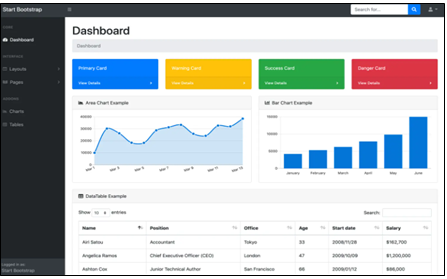 Start Bootstrap
Search for...
Dashboard
Dashboard
Dashboard
Layouts
Pages
Charts
Tables
Primary Card
Warning Card
Success Card
Danger Card
View Details
View Details
View Details
View Details
Area Chart Example
40000
30000
20000
10000
0
Mar 1
Mar 3
Mar 5
Mar 7
Mar 9
Mar 11
Mar 13
Bar Chart Example
15000
10000
5000
0
January
February
March
April
May
June
DataTable Example
Show 10 entries
Search:
Name Position Office Age Start date Salary
Airi Satou Accountant Tokyo 33 2008/11/28 $162,700
Angelica Ramos Chief Executive Officer (CEO) London 47 2009/10/09 $1,200,000
Ashton Cox Junior Technical Author San Francisco 66 2009/01/12 $86,000
Logged in as:
Start Bootstrap